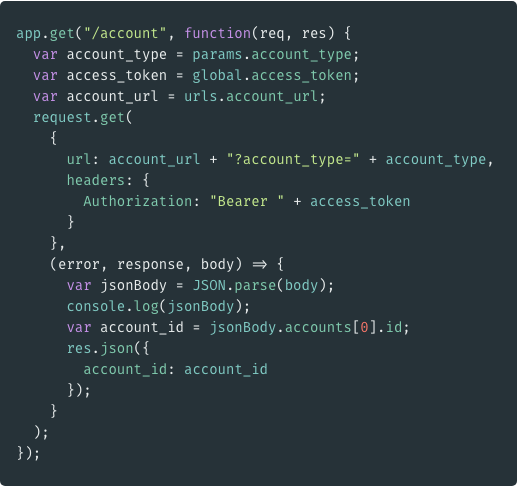 app.get("/account", function(req, res) {
  var account_type = params.account_type;
  var access_token = global.access_token;
  var account_url = urls.account_url;
  request.get(
    {
      url: account_url + "?account_type=" + account_type,
      headers: {
        Authorization: "Bearer " + access_token
      }
    },
    (error, response, body) => {
      var jsonBody = JSON.parse(body);
      console.log(jsonBody);
      var account_id = jsonBody.accounts[0].id;
      res.json({
        account_id: account_id
      });
    }
  );
});